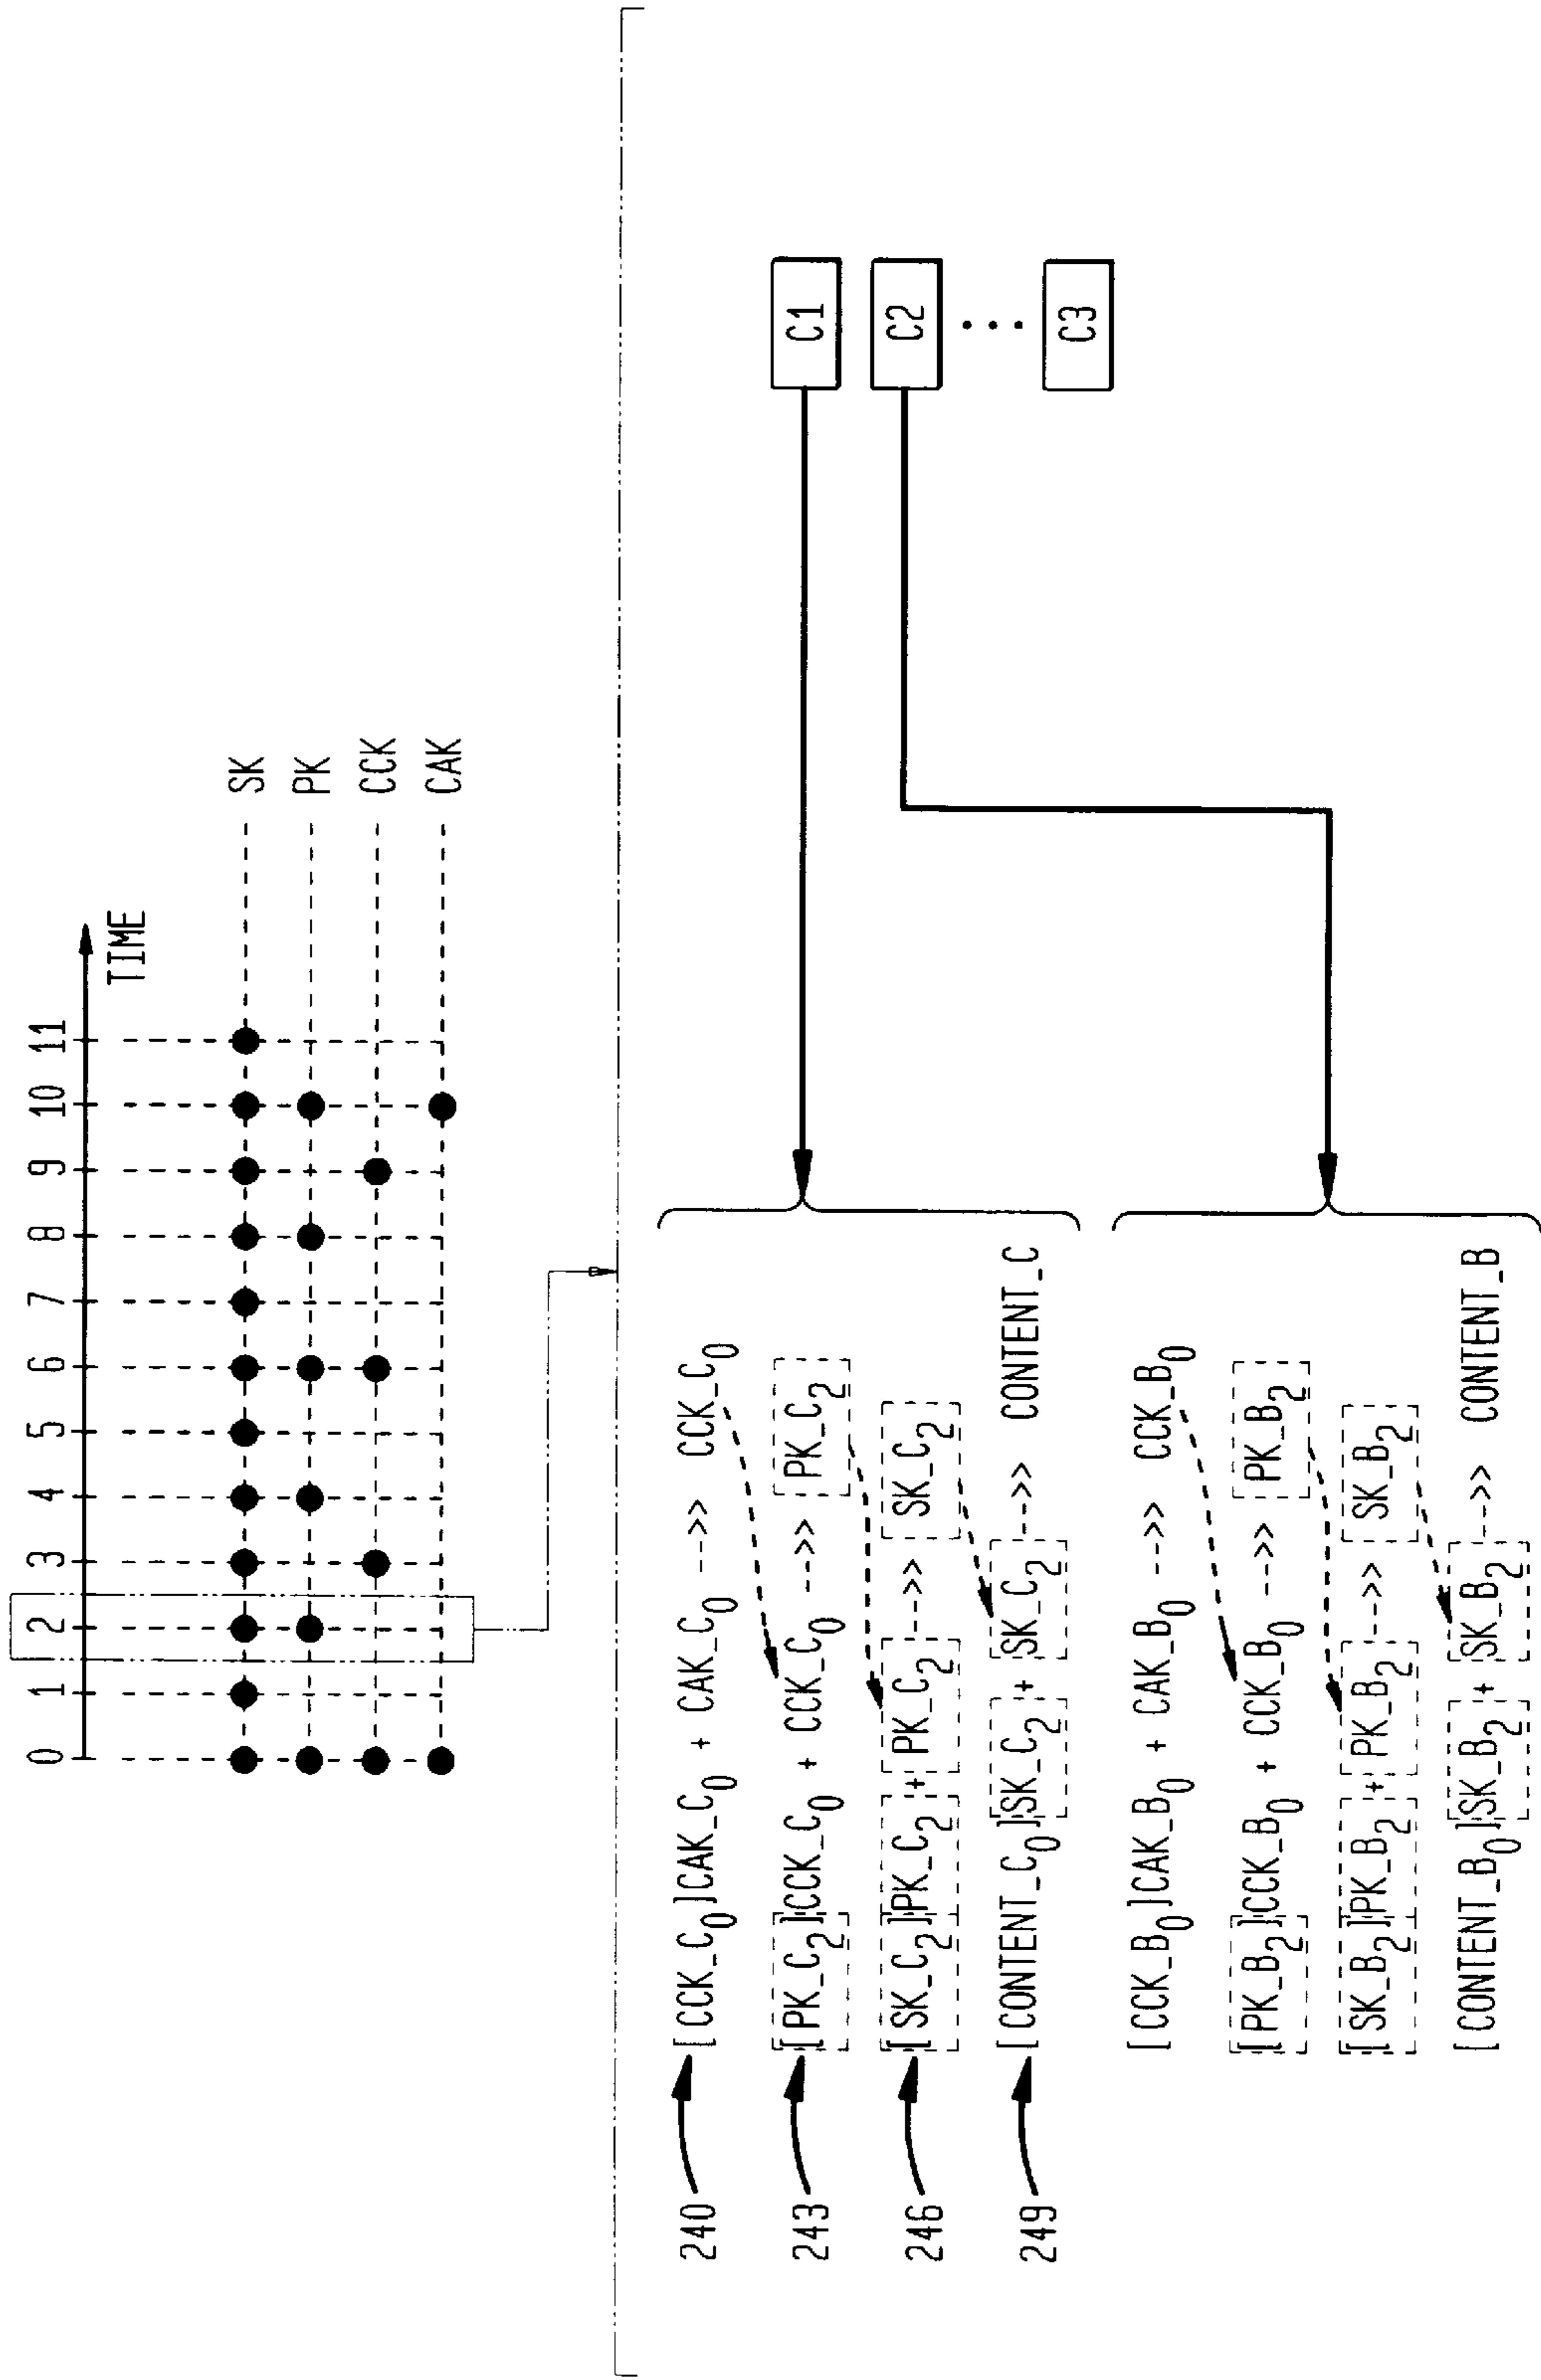 0 1 2 3 4 5 6 7 8 9 10 11
TIME
SK
PK
CCK
CAK
240
[CCK_C0]CAK_C0 + CAK_C0 -->> CCK_C0
243
[PK_C2]CCK_C0 + CCK_C0 -->> PK_C2
246
[SK_C2]PK_C2 + PK_C2 -->> SK_C2
249
[CONTENT_C0]SK_C2 + SK_C2 -->> CONTENT_C
C1
C2
...
C3
[CCK_B0]CAK_B0 + CAK_B0 -->> CCK_B0
[PK_B2]CCK_B0 + CCK_B0 -->> PK_B2
[SK_B2]PK_B2 + PK_B2 -->> SK_B2
[CONTENT_B0]SK_B2 + SK_B2 -->> CONTENT_B